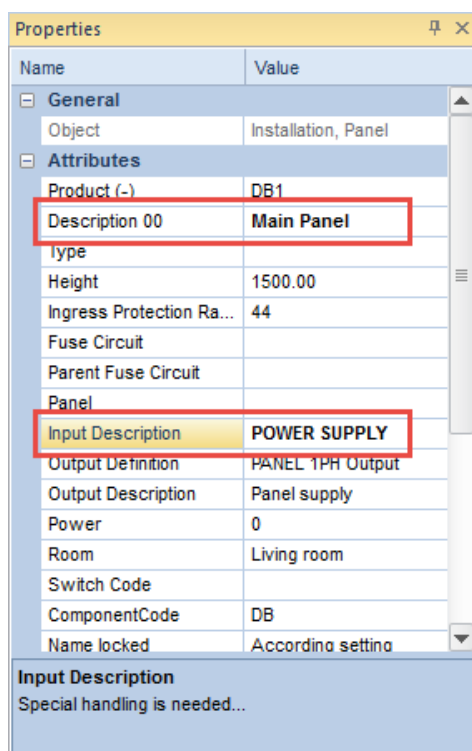 Properties
Name Value
General
Object Installation, Panel
Attributes
Product (-) DB1
Description 00 Main Panel
Type
Height 1500.00
Ingress Protection Ra... 44
Fuse Circuit
Parent Fuse Circuit
Panel
Input Description POWER SUPPLY
Output Definition PANEL 1PH Output
Output Description Panel supply
Power 0
Room Living room
Switch Code
ComponentCode DB
Name locked According setting
Input Description
Special handling is needed...